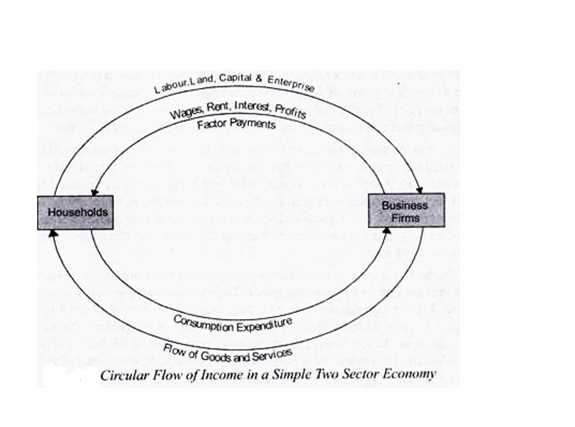 Labour,Land, Capital & Enterprise
Wages, Rent, Interest, Profits
Factor Payments
Households
Business
Firms
Consumption Expenditure
Flow of Goods and Services
Circular Flow of Income in a Simple Two Sector Economy